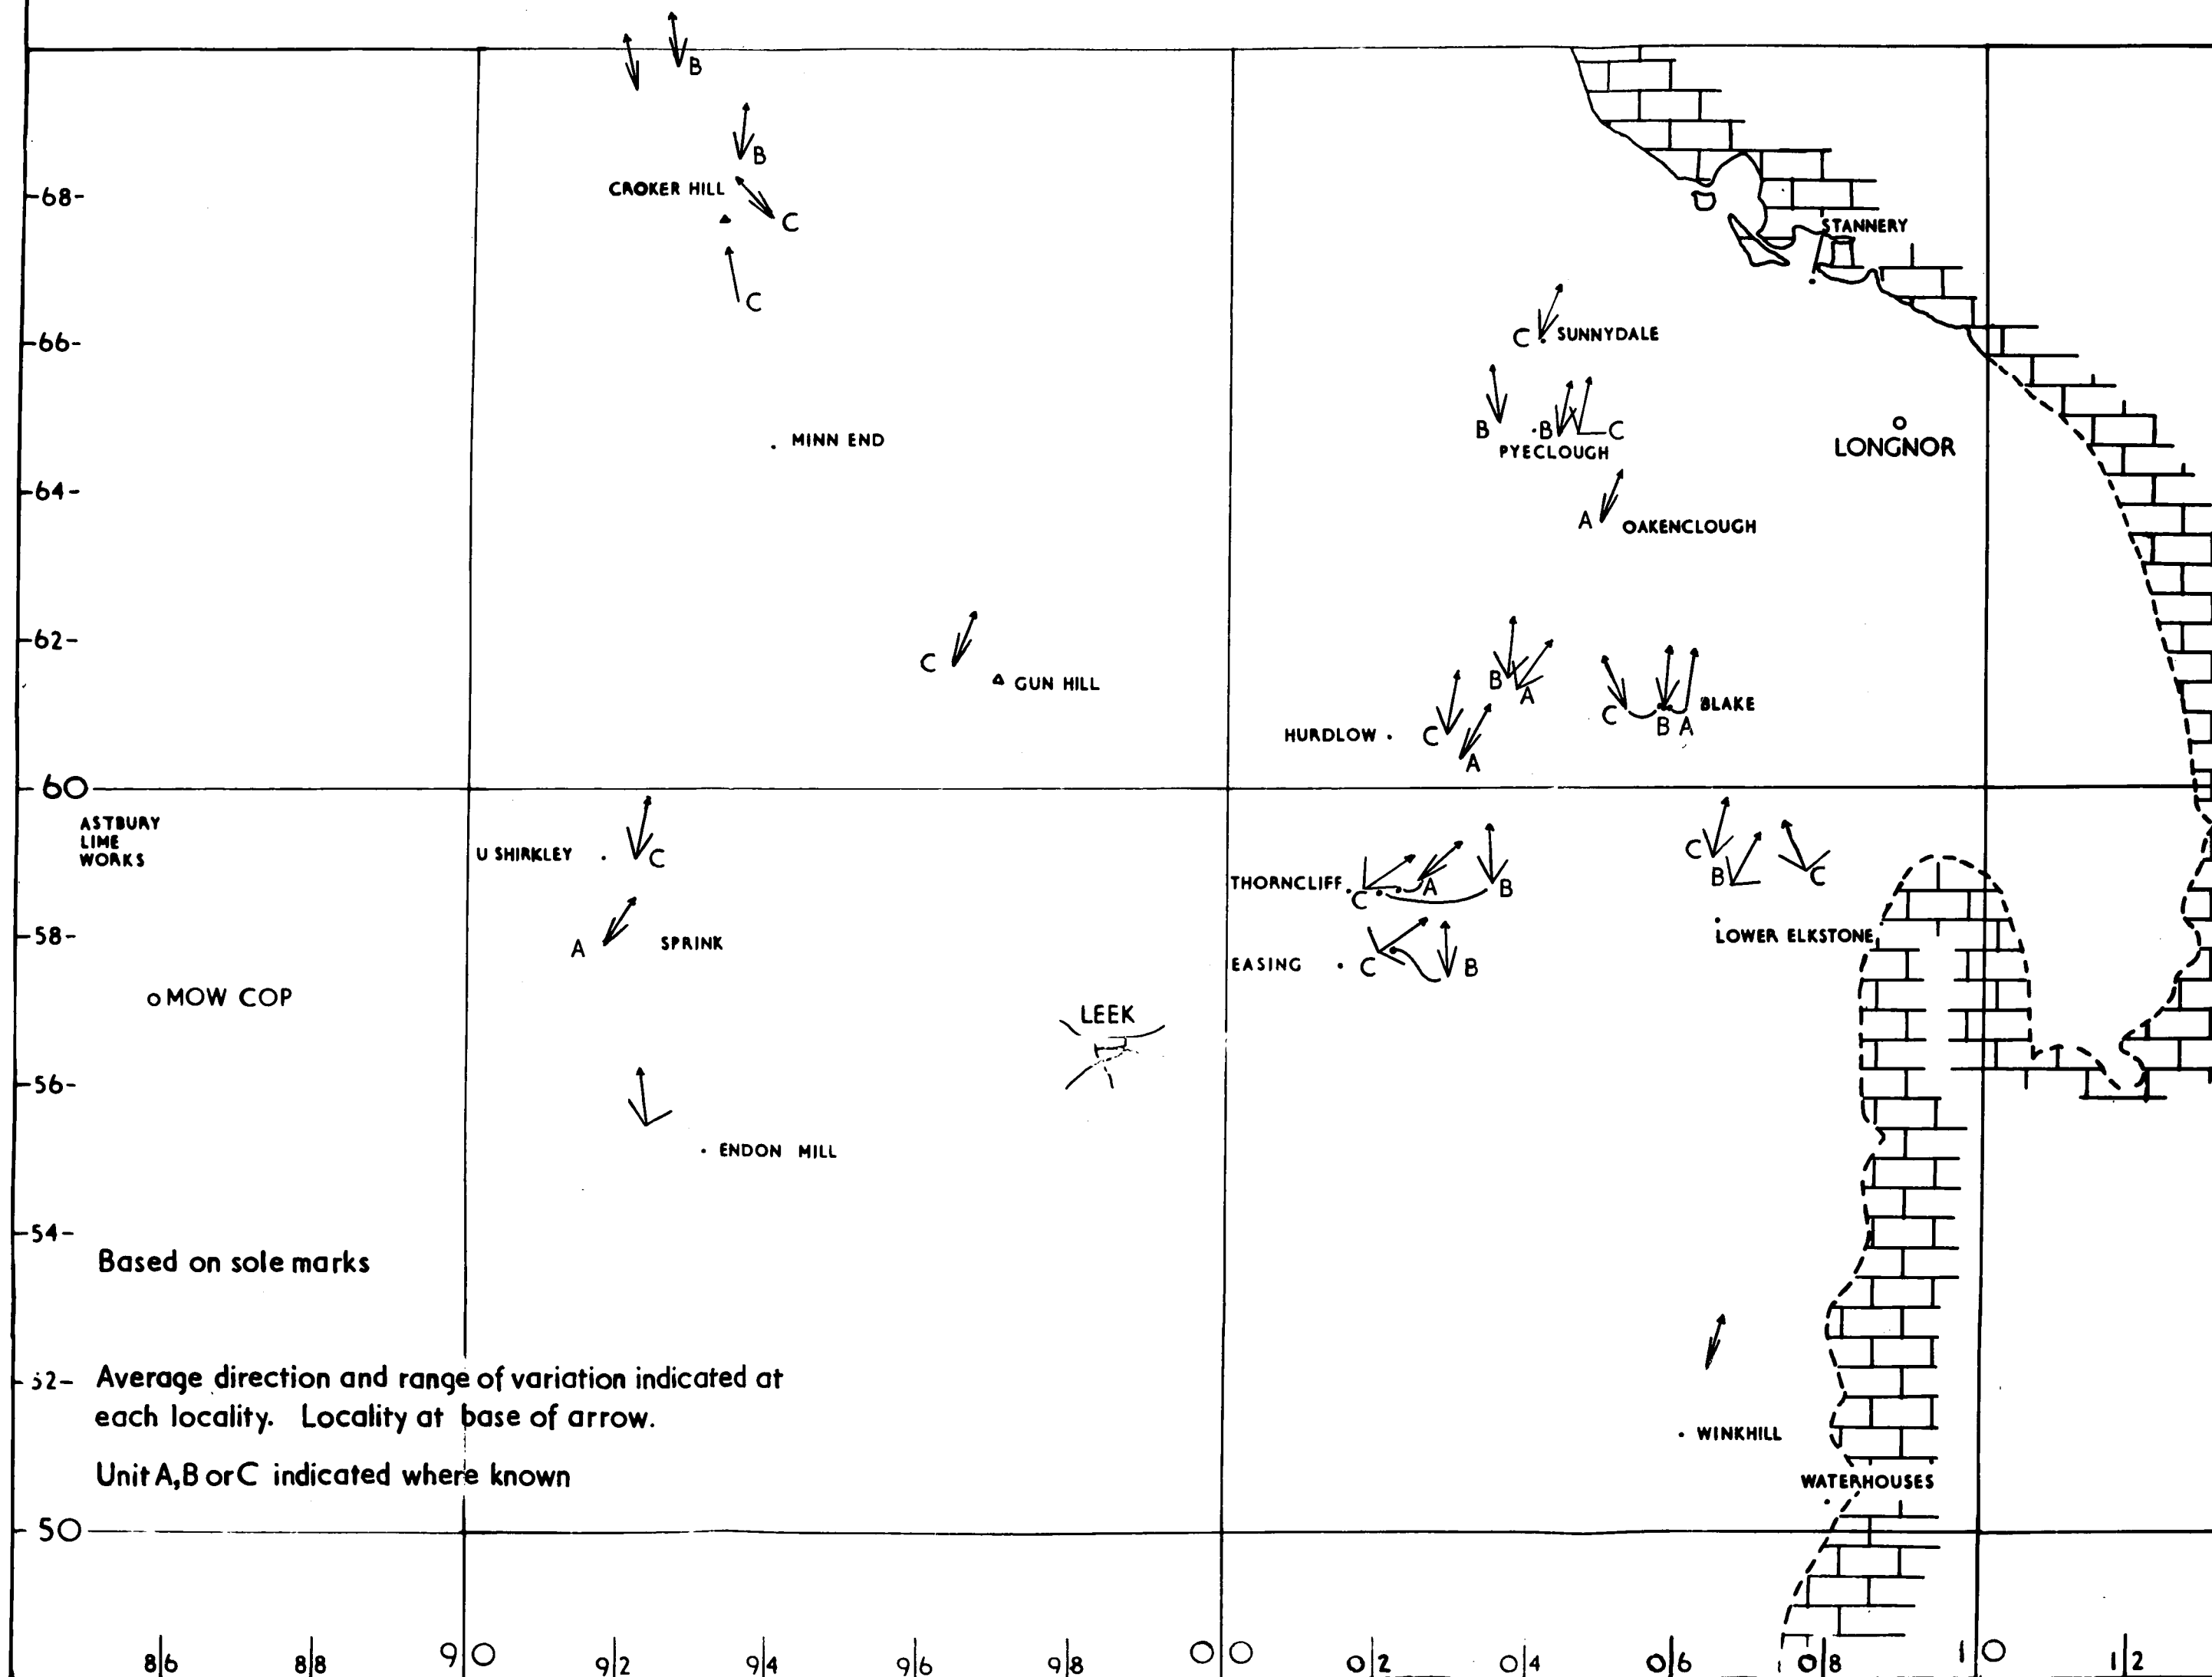 B
B
CROKER HILL
C
C
-68-
STANNERY
-66-
C
SUNNYDALE
B
B
C
PYECLOUGH
MINN END
LONGNOR
-64-
A
OAKENCLOUGH
-62-
C
GUN HILL
B
A
C
B
A
BLAKE
HURDLOW
C
A
-60
ASTBURY
LIME
WORKS
U SHIRKLEY
C
THORNCLIFF
C
A
B
C
B
C
A
SPRINK
-58-
LOWER ELKSTONE
EASING
C
B
MOW COP
LEEK
-56-
ENDON MILL
-54-
Based on sole marks
-52-
Average direction and range of variation indicated at
each locality. Locality at base of arrow.
WINKHILL
Unit A, B or C indicated where known
WATERHOUSES
-50
86
88
90
92
94
96
98
00
02
04
06
08
10
12